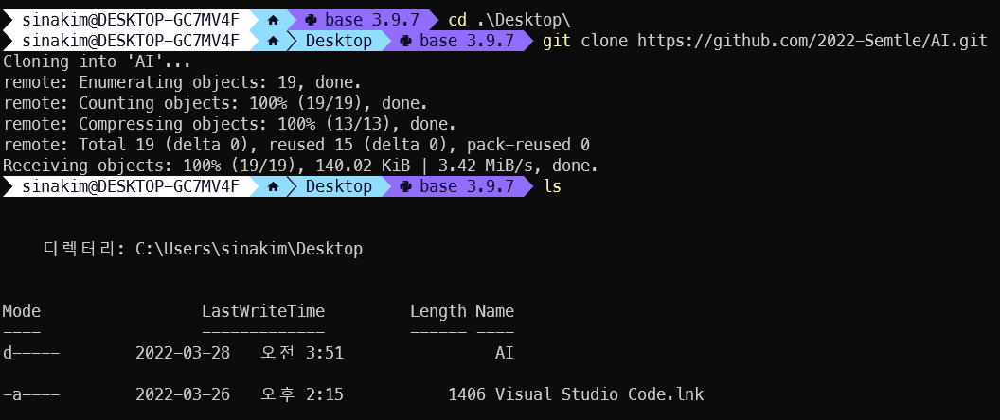 sinakim@DESKTOP-GC7MV4F base 3.9.7 cd .\Desktop\
sinakim@DESKTOP-GC7MV4F Desktop base 3.9.7 git clone https://github.com/2022-Semtle/AI.git
Cloning into 'AI'...
remote: Enumerating objects: 19, done.
remote: Counting objects: 100% (19/19), done.
remote: Compressing objects: 100% (13/13), done.
remote: Total 19 (delta 0), reused 15 (delta 0), pack-reused 0
Receiving objects: 100% (19/19), 140.02 KiB | 3.42 MiB/s, done.
sinakim@DESKTOP-GC7MV4F Desktop base 3.9.7 ls
디렉터리: C:\Users\sinakim\Desktop
Mode LastWriteTime Length Name
---- ------------- ------ ----
d----- 2022-03-28 오전 3:51 AI
-a---- 2022-03-26 오후 2:15 1406 Visual Studio Code.lnk